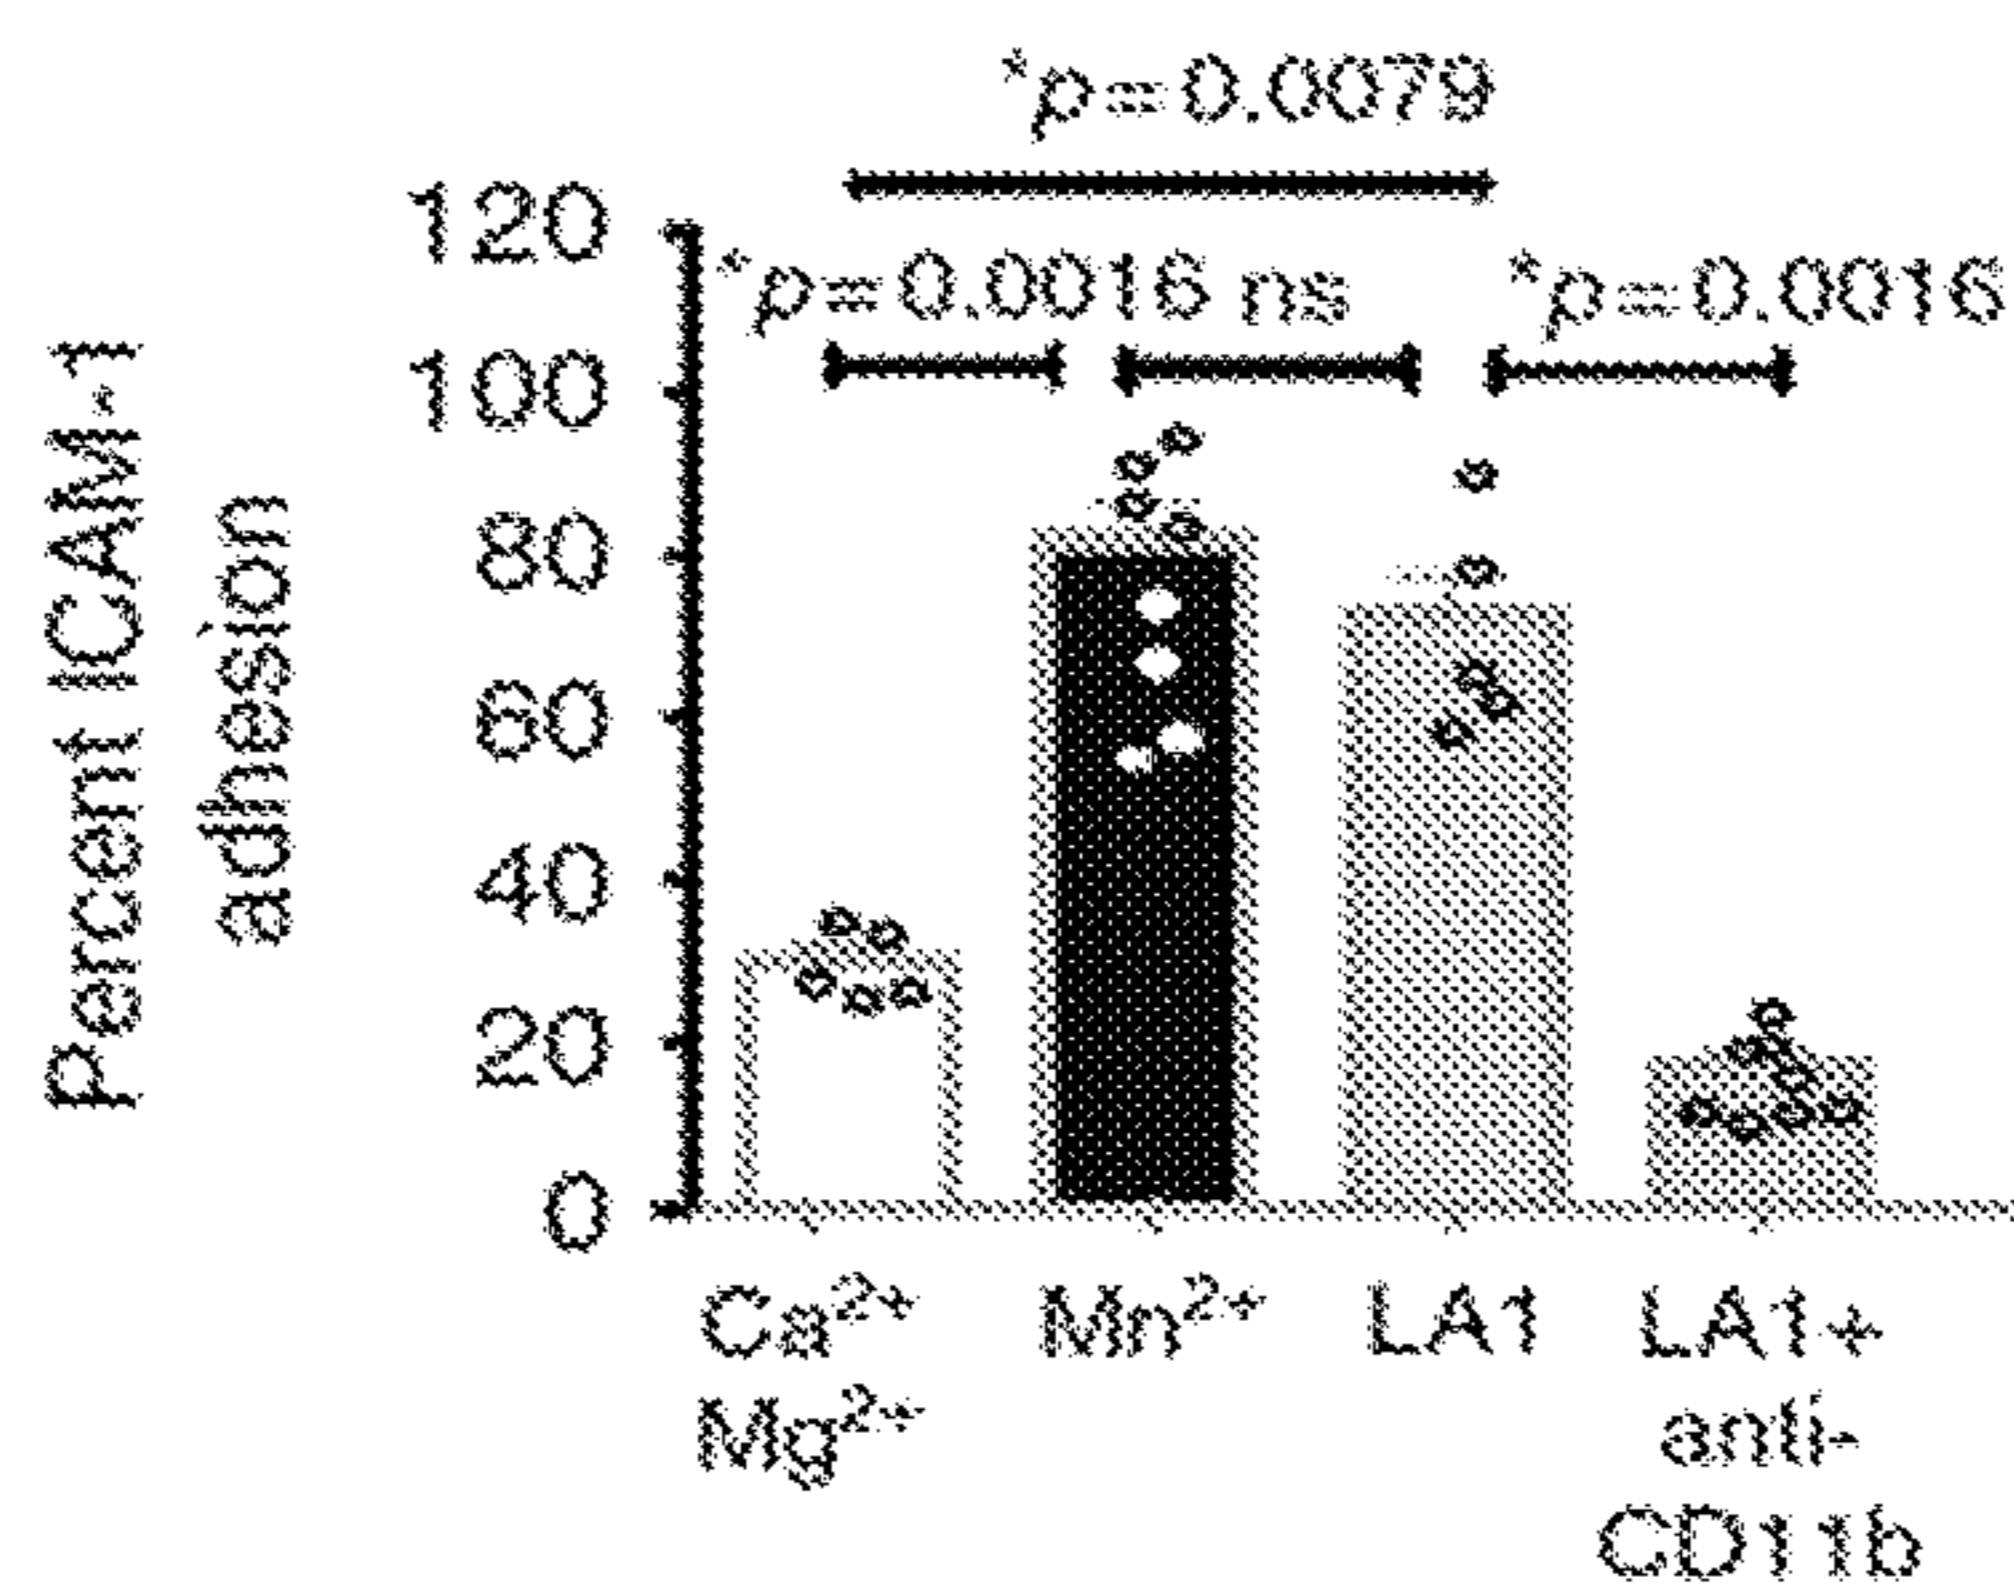 *p=0.0079
*p=0.0016 ns *p=0.0016
120
100
80
60
40
20
0
Percent ICAM-1
adhesion
Ca²⁺
Mg²⁺
Mn²⁺
LA1
LA1+
anti-
CD11b